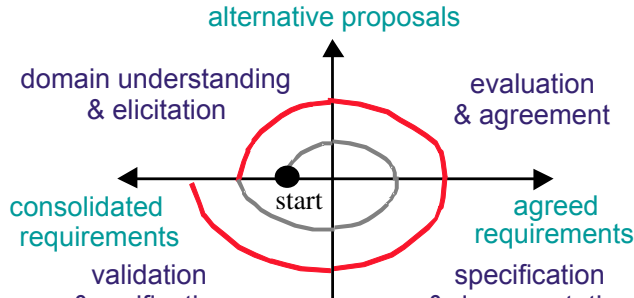 alternative proposals
domain understanding
& elicitation
evaluation
& agreement
start
consolidated
requirements
agreed
requirements
validation
specification